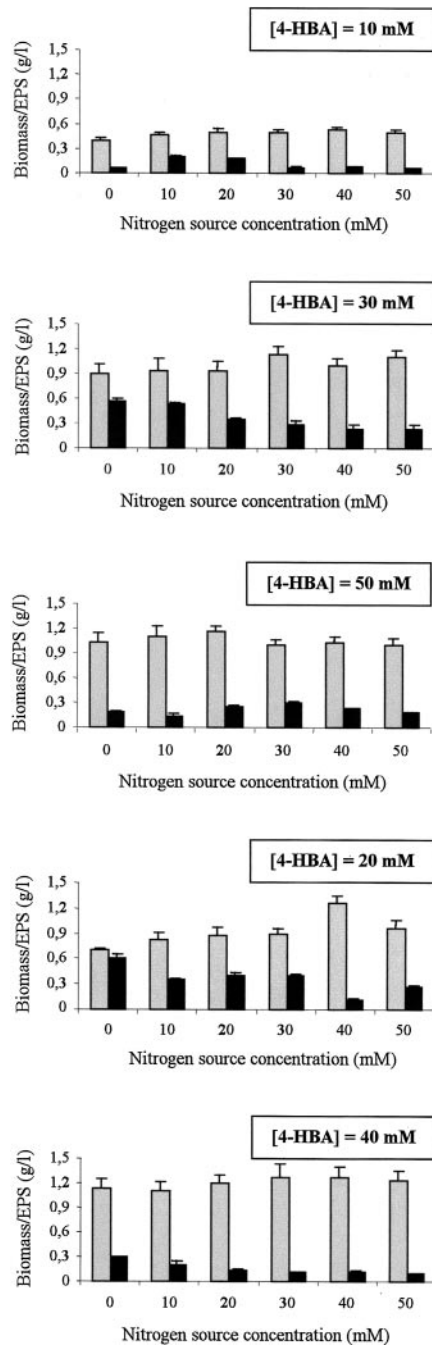 [4-HBA] = 10 mM
Biomass/EPS (g/l)
1,5
1,2
0,9
0,6
0,3
0
0 10 20 30 40 50
Nitrogen source concentration (mM)
[4-HBA] = 30 mM
Biomass/EPS (g/l)
1,5
1,2
0,9
0,6
0,3
0
0 10 20 30 40 50
Nitrogen source concentration (mM)
[4-HBA] = 50 mM
Biomass/EPS (g/l)
1,5
1,2
0,9
0,6
0,3
0
0 10 20 30 40 50
Nitrogen source concentration (mM)
[4-HBA] = 20 mM
Biomass/EPS (g/l)
1,5
1,2
0,9
0,6
0,3
0
0 10 20 30 40 50
Nitrogen source concentration (mM)
[4-HBA] = 40 mM
Biomass/EPS (g/l)
1,5
1,2
0,9
0,6
0,3
0
0 10 20 30 40 50
Nitrogen source concentration (mM)